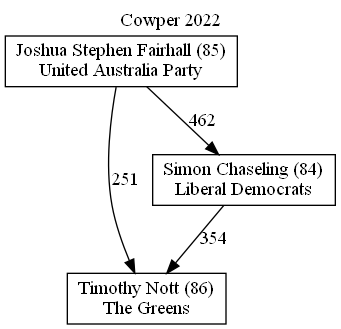 Cowper 2022
Joshua Stephen Fairhall (85)
United Australia Party
462
Simon Chaseling (84)
Liberal Democrats
251
354
Timothy Nott (86)
The Greens